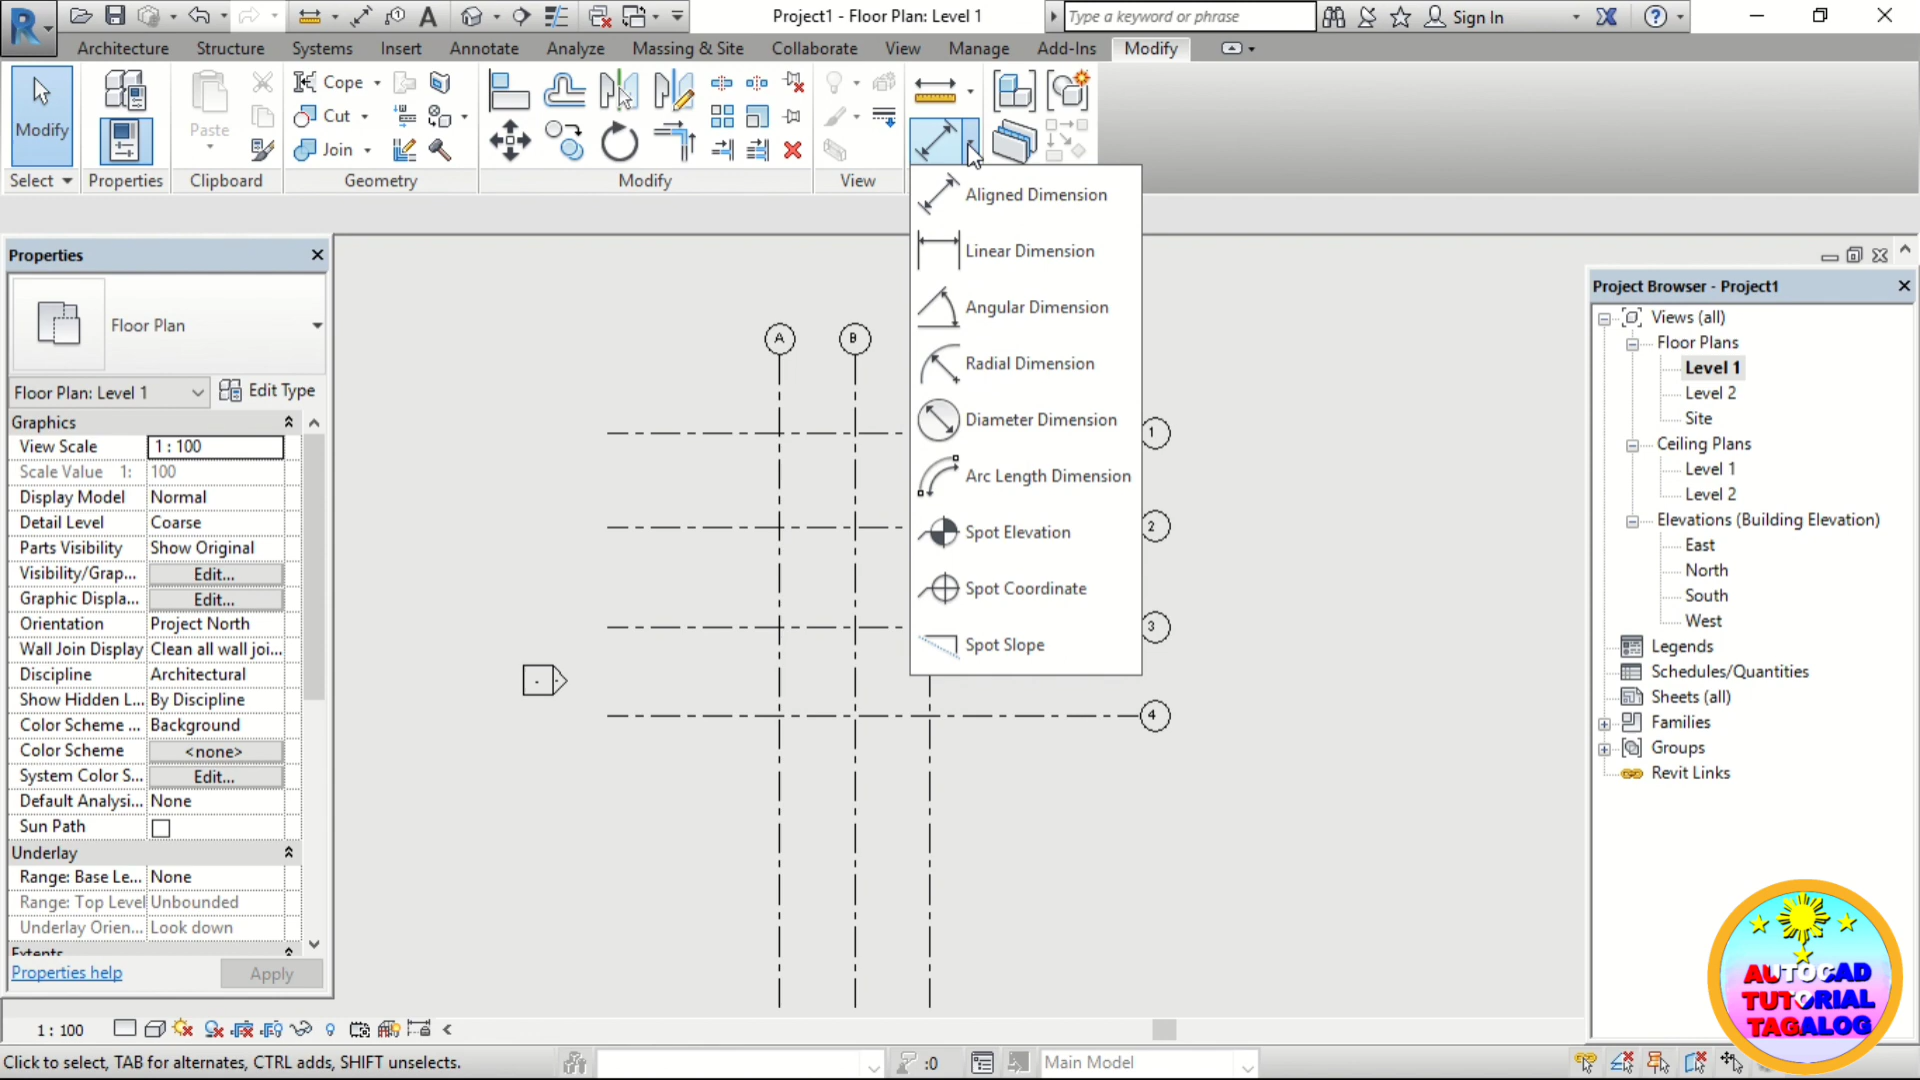 Project1 - Floor Plan: Level 1
Type a keyword or phrase
Sign In
Architecture Structure Systems Insert Annotate Analyze Massing & Site Collaborate View Manage Add-Ins Modify
Modify
Paste
Cope
Cut
Join
Select Properties Clipboard Geometry Modify View
Aligned Dimension
Linear Dimension
Angular Dimension
Radial Dimension
Diameter Dimension
Arc Length Dimension
Spot Elevation
Spot Coordinate
Spot Slope
Properties
Floor Plan
Floor Plan: Level 1 Edit Type
Graphics
View Scale 1 : 100
Scale Value 1: 100
Display Model Normal
Detail Level Coarse
Parts Visibility Show Original
Visibility/Grap... Edit...
Graphic Displa... Edit...
Orientation Project North
Wall Join Display Clean all wall joi...
Discipline Architectural
Show Hidden L... By Discipline
Color Scheme ... Background
Color Scheme <none>
System Color S... Edit...
Default Analysi... None
Sun Path
Underlay
Range: Base Le... None
Range: Top Level Unbounded
Underlay Orien... Look down
Extents
Properties help Apply
A B
1
2
3
4
Project Browser - Project1
Views (all)
Floor Plans
Level 1
Level 2
Site
Ceiling Plans
Level 1
Level 2
Elevations (Building Elevation)
East
North
South
West
Legends
Schedules/Quantities
Sheets (all)
Families
Groups
Revit Links
AUTOCAD
TUTORIAL
TAGALOG
1 : 100
Click to select, TAB for alternates, CTRL adds, SHIFT unselects.
:0
Main Model